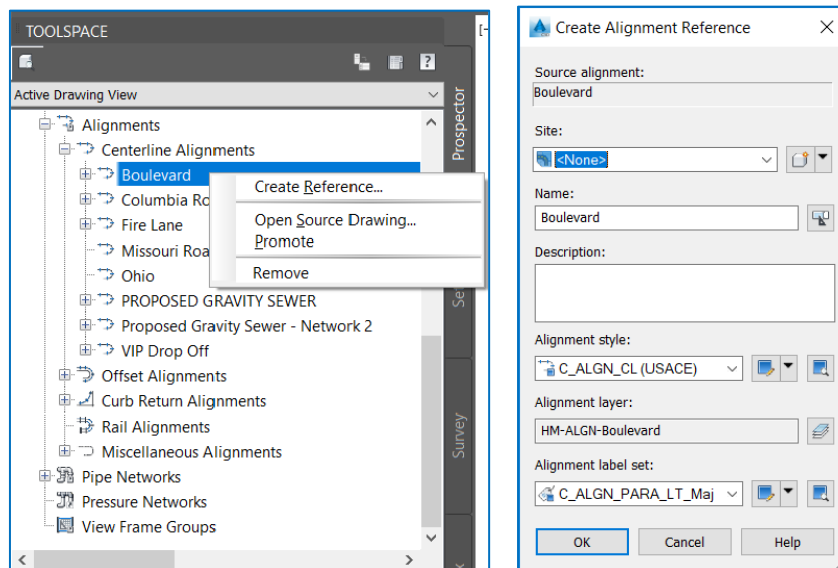 TOOLSPACE
[-
?
Active Drawing View
Prospector
Alignments
Centerline Alignments
Boulevard
Create Reference...
Columbia Ro
Fire Lane
Open Source Drawing...
Missouri Roa
Promote
Ohio
Remove
PROPOSED GRAVITY SEWER
Proposed Gravity Sewer - Network 2
VIP Drop Off
Offset Alignments
Curb Return Alignments
Rail Alignments
Survey
Miscellaneous Alignments
Pipe Networks
Pressure Networks
View Frame Groups
Create Alignment Reference
Source alignment:
Boulevard
Site:
<None>
Name:
Boulevard
Description:
Alignment style:
C_ALGN_CL (USACE)
Alignment layer:
HM-ALGN-Boulevard
Alignment label set:
C_ALGN_PARA_LT_Maj
OK Cancel Help